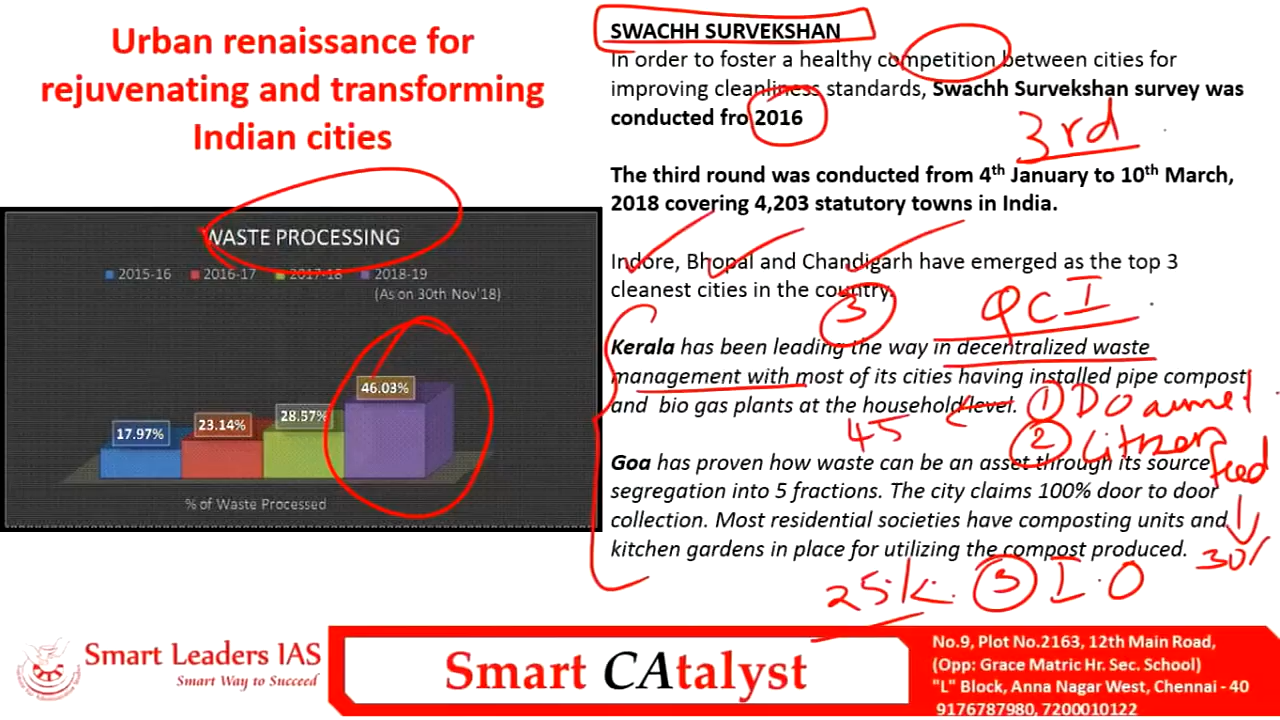 Urban renaissance for
rejuvenating and transforming
Indian cities
WASTE PROCESSING
2015-16 2016-17 2017-18 2018-19
(As on 30th Nov'18)
17.97% 23.14% 28.57% 46.03%
% of Waste Processed
SWACHH SURVEKSHAN
In order to foster a healthy competition between cities for
improving cleanliness standards, Swachh Survekshan survey was
conducted fro 2016
3rd
The third round was conducted from 4th January to 10th March,
2018 covering 4,203 statutory towns in India.
Indore, Bhopal and Chandigarh have emerged as the top 3
cleanest cities in the country.
3
QCI
Kerala has been leading the way in decentralized waste
management with most of its cities having installed pipe compost
and bio gas plants at the household level.
① Document
45
② Citizen
feed
Goa has proven how waste can be an asset through its source
segregation into 5 fractions. The city claims 100% door to door
collection. Most residential societies have composting units and
kitchen gardens in place for utilizing the compost produced.
30%
25.K. ③ I.O
Smart Leaders IAS
Smart Way to Succeed
Smart CAtalyst
No.9, Plot No.2163, 12th Main Road,
(Opp: Grace Matric Hr. Sec. School)
"L" Block, Anna Nagar West, Chennai - 40
9176787980, 7200010122